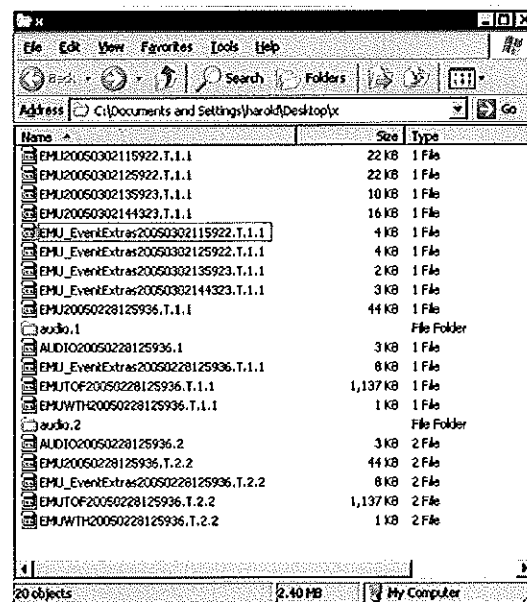 x
File Edit View Favorites Tools Help
Back Search Folders
Address C:\Documents and Settings\harold\Desktop\x Go
Name Size Type
EMU20050302115922.T.1.1 22 KB 1 File
EMU20050302125922.T.1.1 22 KB 1 File
EMU20050302135923.T.1.1 10 KB 1 File
EMU20050302144323.T.1.1 16 KB 1 File
EMU_EventExtras20050302115922.T.1.1 4 KB 1 File
EMU_EventExtras20050302125922.T.1.1 4 KB 1 File
EMU_EventExtras20050302135923.T.1.1 2 KB 1 File
EMU_EventExtras20050302144323.T.1.1 3 KB 1 File
EMU20050228125936.T.1.1 44 KB 1 File
audio.1 File Folder
AUDIO20050228125936.1 3 KB 1 File
EMU_EventExtras20050228125936.T.1.1 8 KB 1 File
EMUTOF20050228125936.T.1.1 1,137 KB 1 File
EMUWTH20050228125936.T.1.1 1 KB 1 File
audio.2 File Folder
AUDIO20050228125936.2 3 KB 2 File
EMU20050228125936.T.2.2 44 KB 2 File
EMU_EventExtras20050228125936.T.2.2 8 KB 2 File
EMUTOF20050228125936.T.2.2 1,137 KB 2 File
EMUWTH20050228125936.T.2.2 1 KB 2 File
20 objects 2.40 MB My Computer